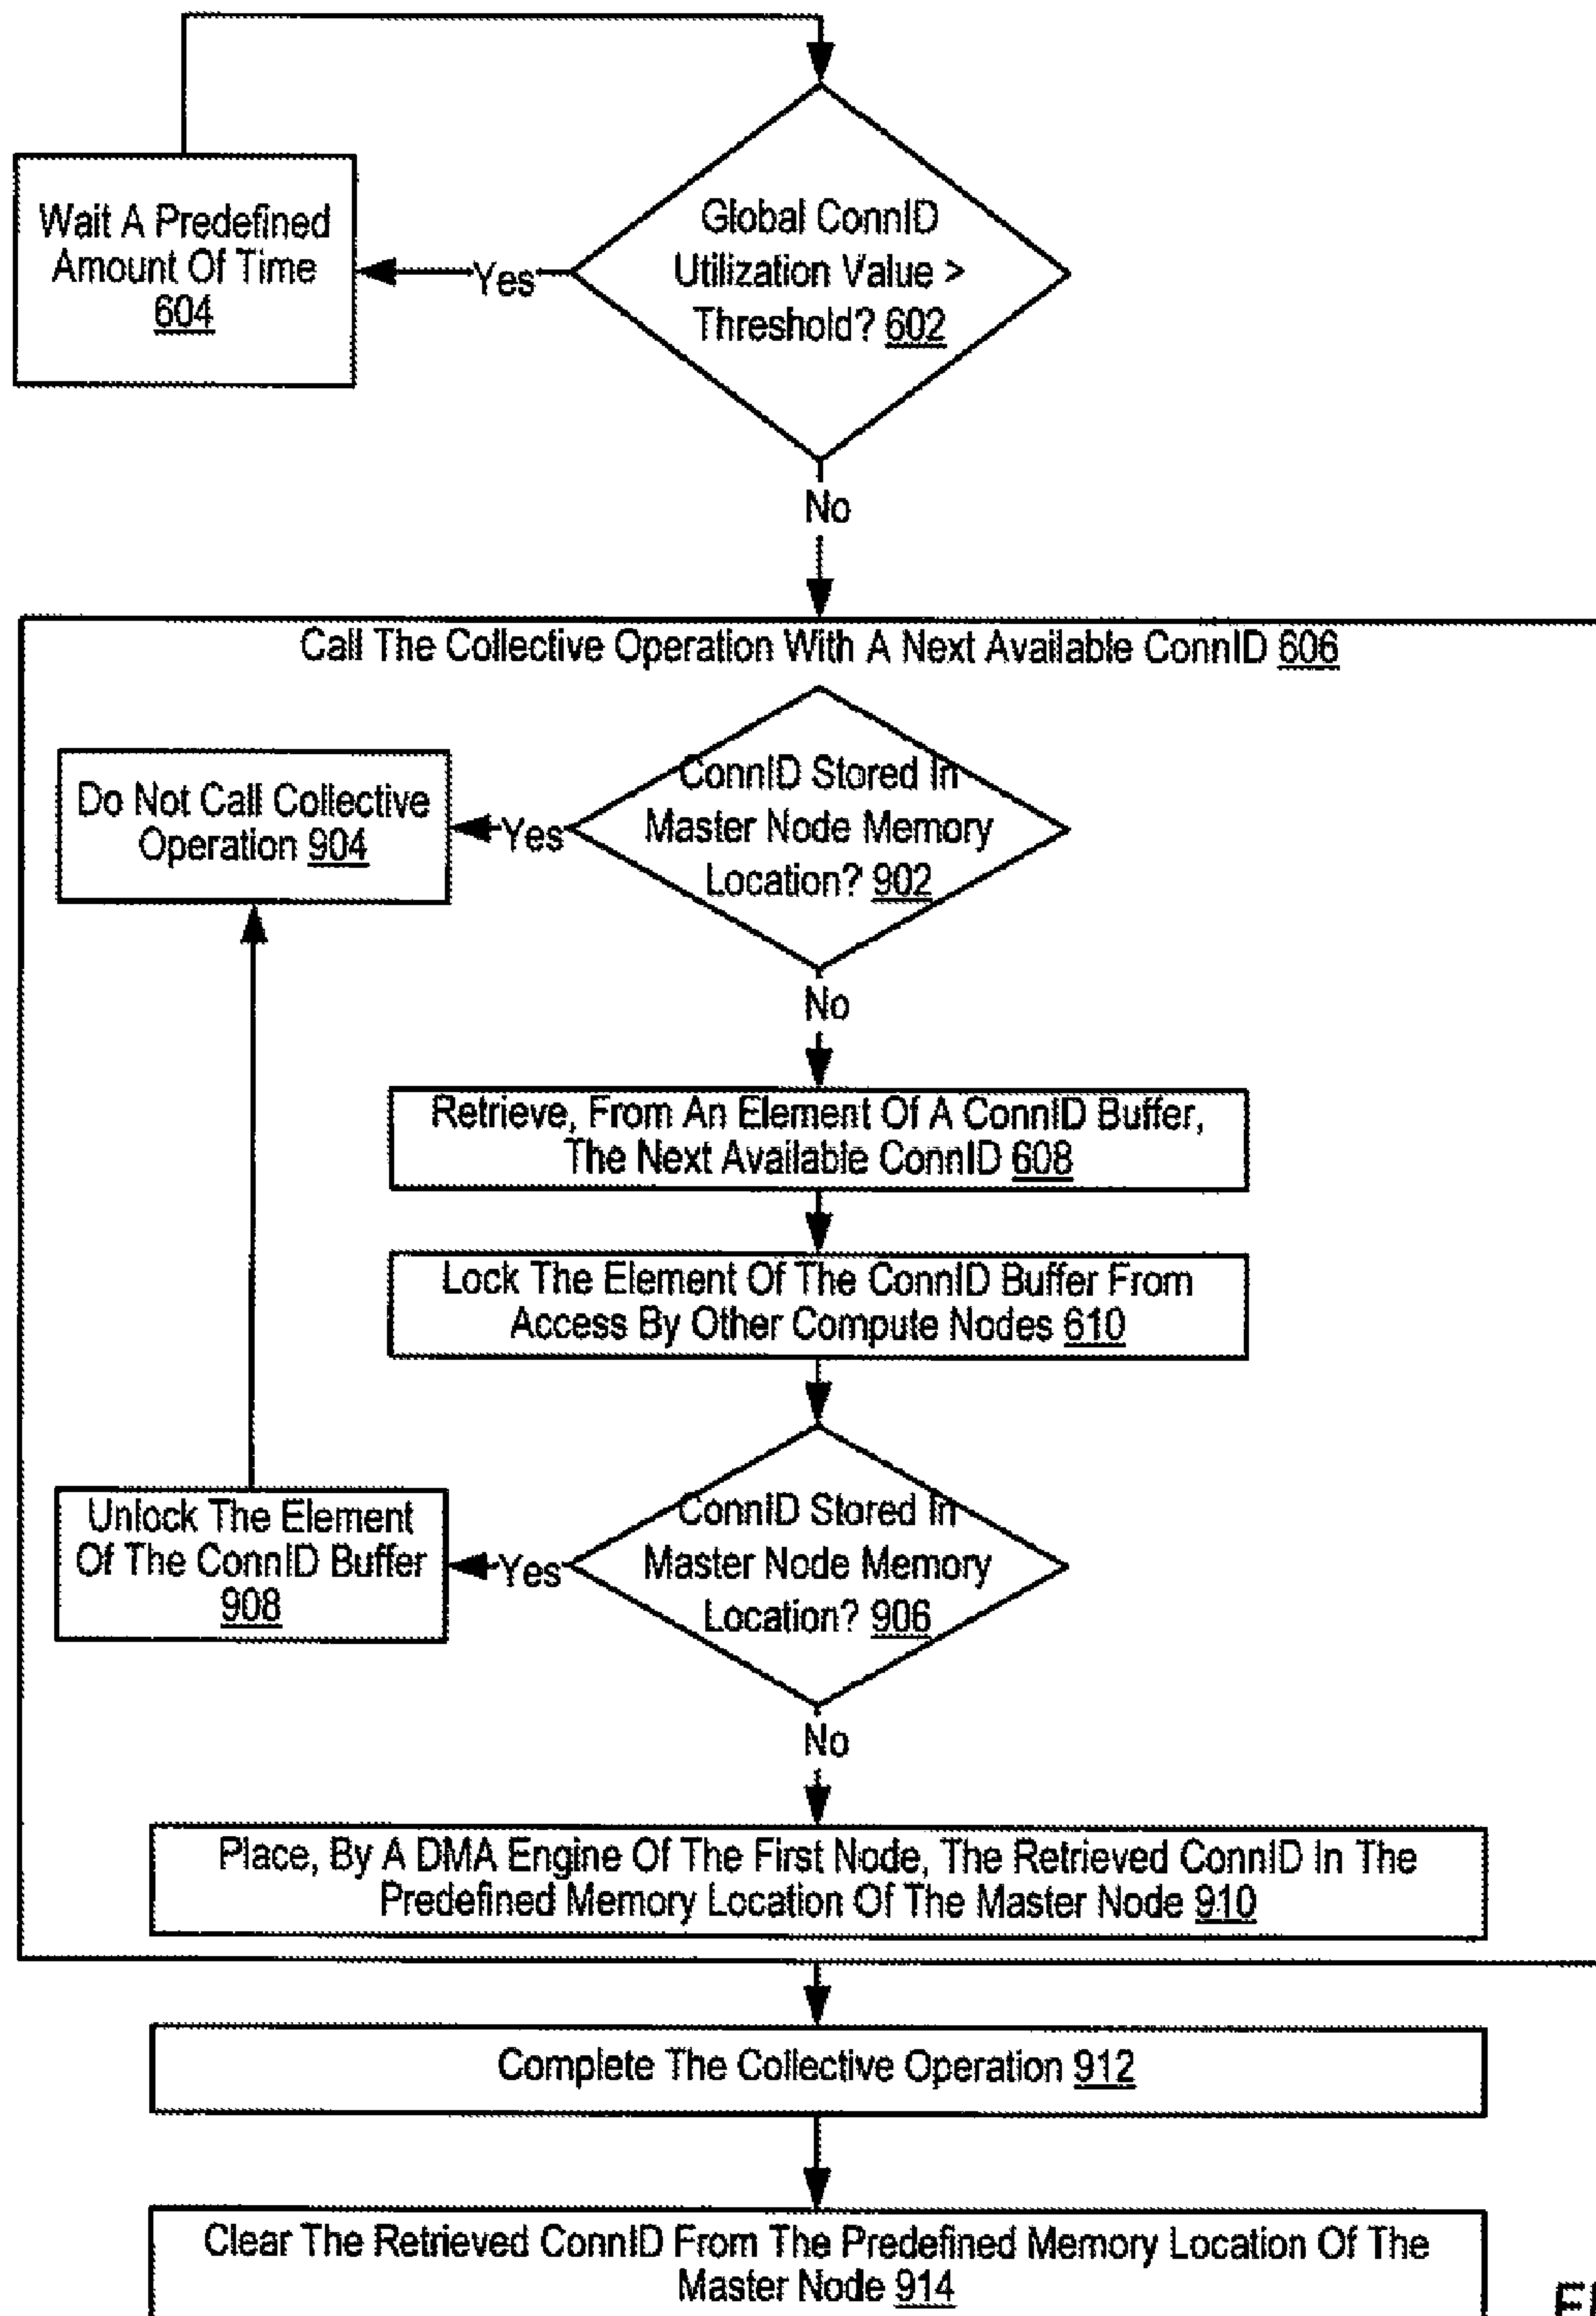 Global ConnID
Utilization Value >
Threshold? 602
Wait A Predefined
Amount Of Time
604
Yes
No
Call The Collective Operation With A Next Available ConnID 606
ConnID Stored In
Master Node Memory
Location? 902
Yes
Do Not Call Collective
Operation 904
No
Retrieve, From An Element Of A ConnID Buffer,
The Next Available ConnID 608
Lock The Element Of The ConnID Buffer From
Access By Other Compute Nodes 610
ConnID Stored In
Master Node Memory
Location? 906
Yes
Unlock The Element
Of The ConnID Buffer
908
No
Place, By A DMA Engine Of The First Node, The Retrieved ConnID In The
Predefined Memory Location Of The Master Node 910
Complete The Collective Operation 912
Clear The Retrieved ConnID From The Predefined Memory Location Of The
Master Node 914